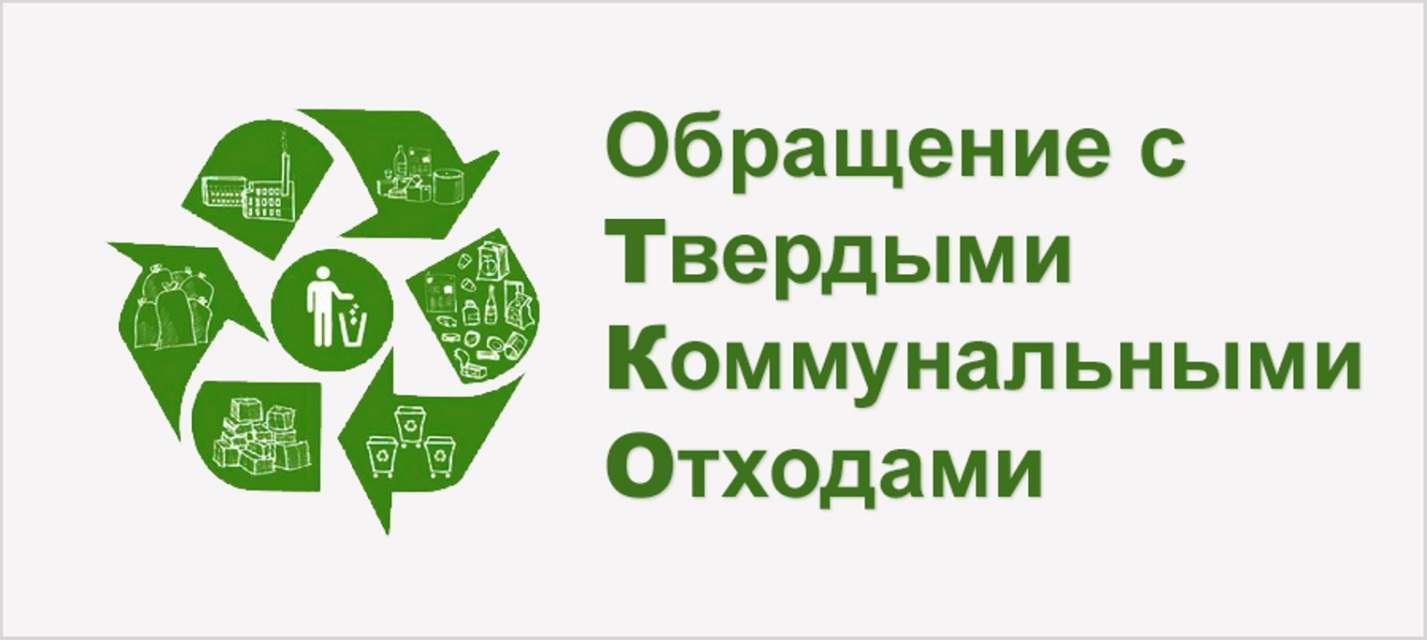 Обращение с
Твердыми
Коммунальными
Отходами